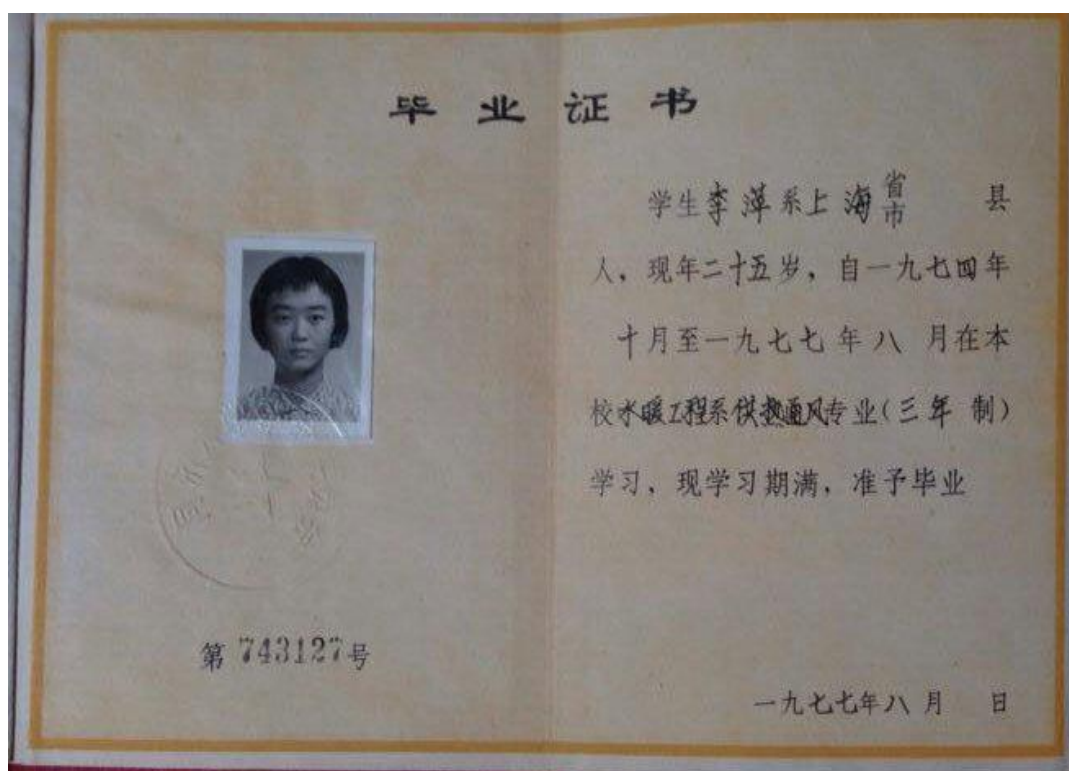 毕业证书
学生李萍系上海省市 县
人，现年二十五岁，自一九七四年
十月至一九七七年八 月在本
校水暖工程系供热通风专业(三年 制)
学习、现学习期满，准予毕业
第743127号
一九七七年八月 日